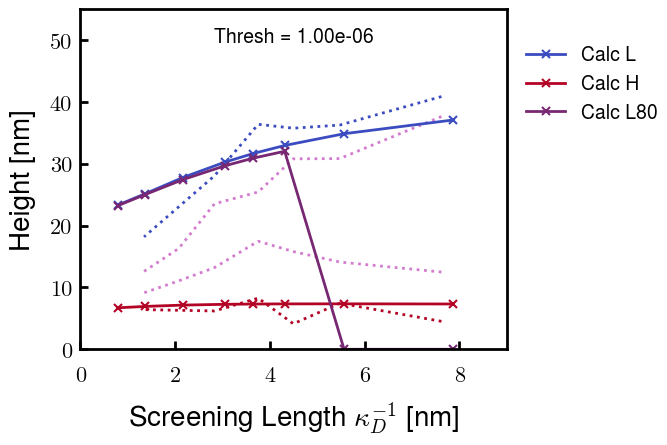 Thresh = 1.00e-06
Calc L
Calc H
Calc L80
Height [nm]
50
40
30
20
10
0
0 2 4 6 8
Screening Length κ_D^{-1} [nm]